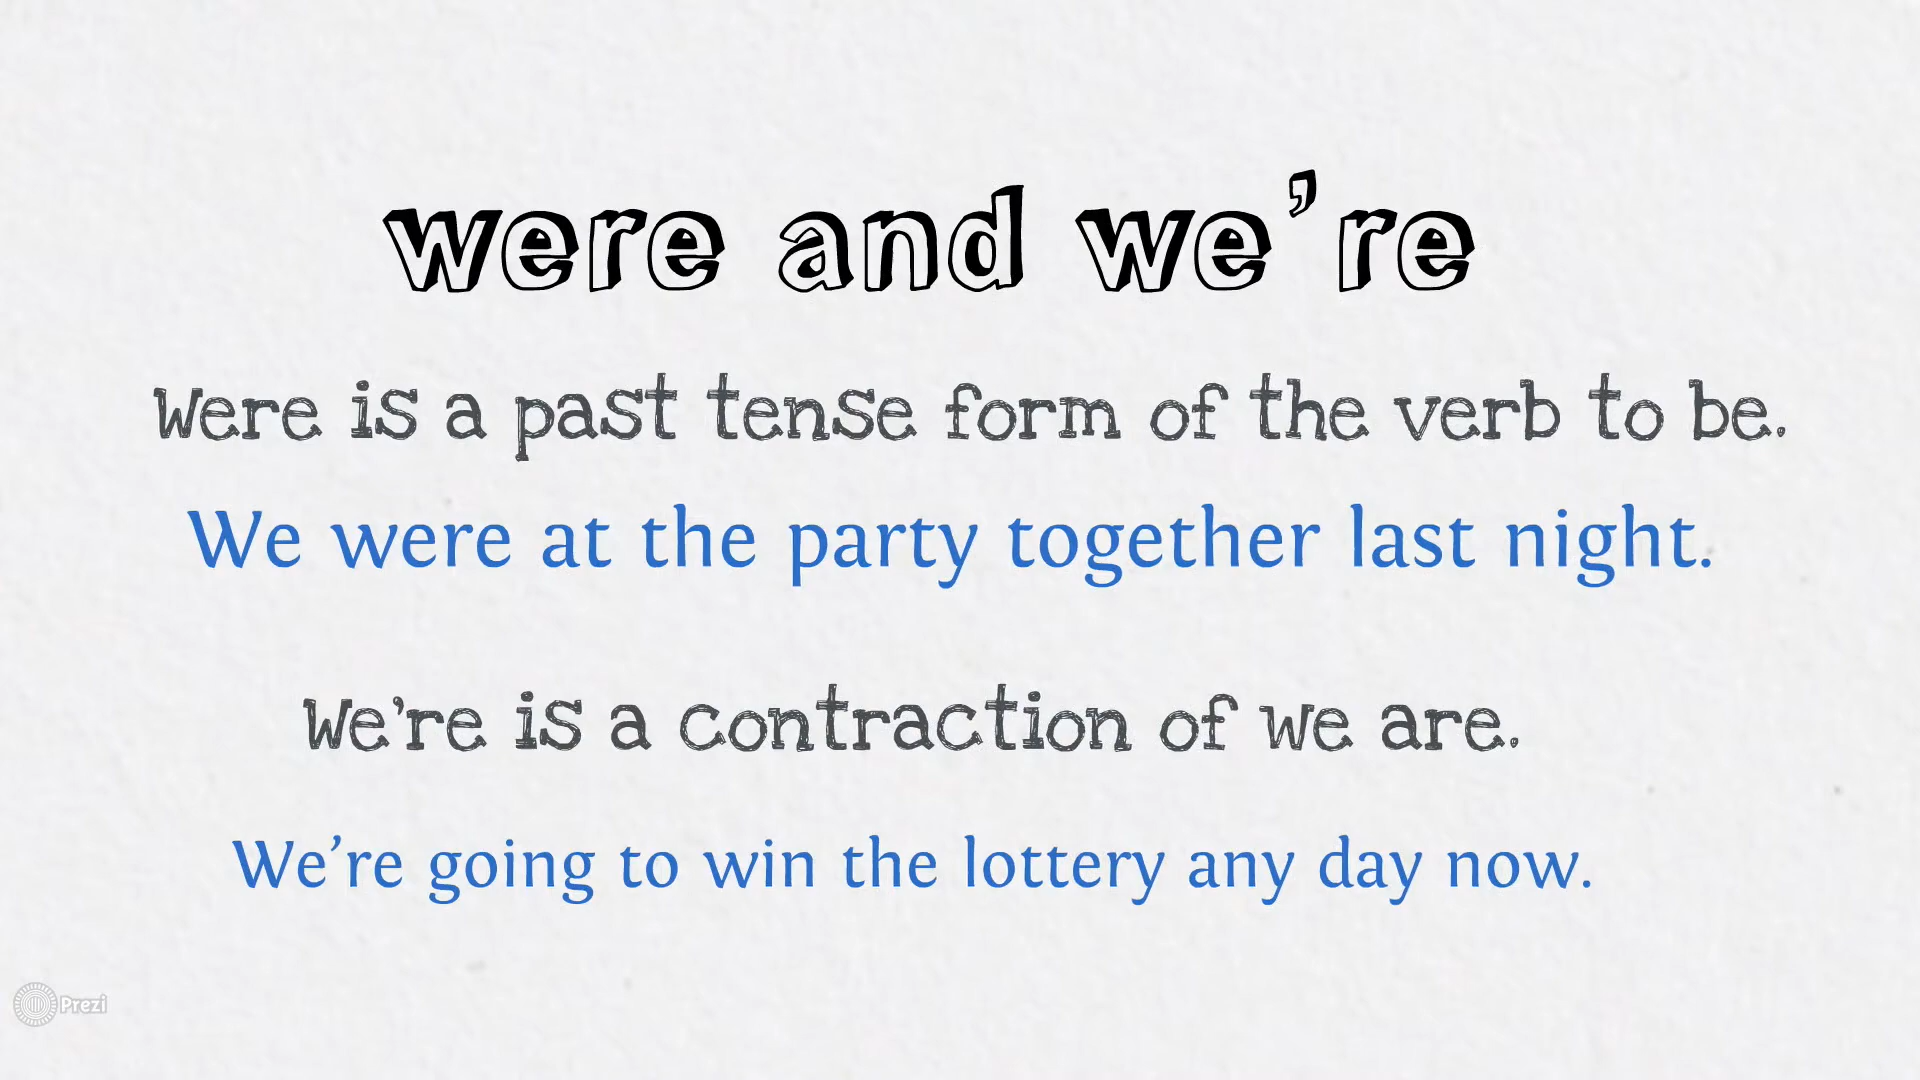 were and we’re
Were is a past tense form of the verb to be.
We were at the party together last night.
We’re is a contraction of we are.
We’re going to win the lottery any day now.
Prezi